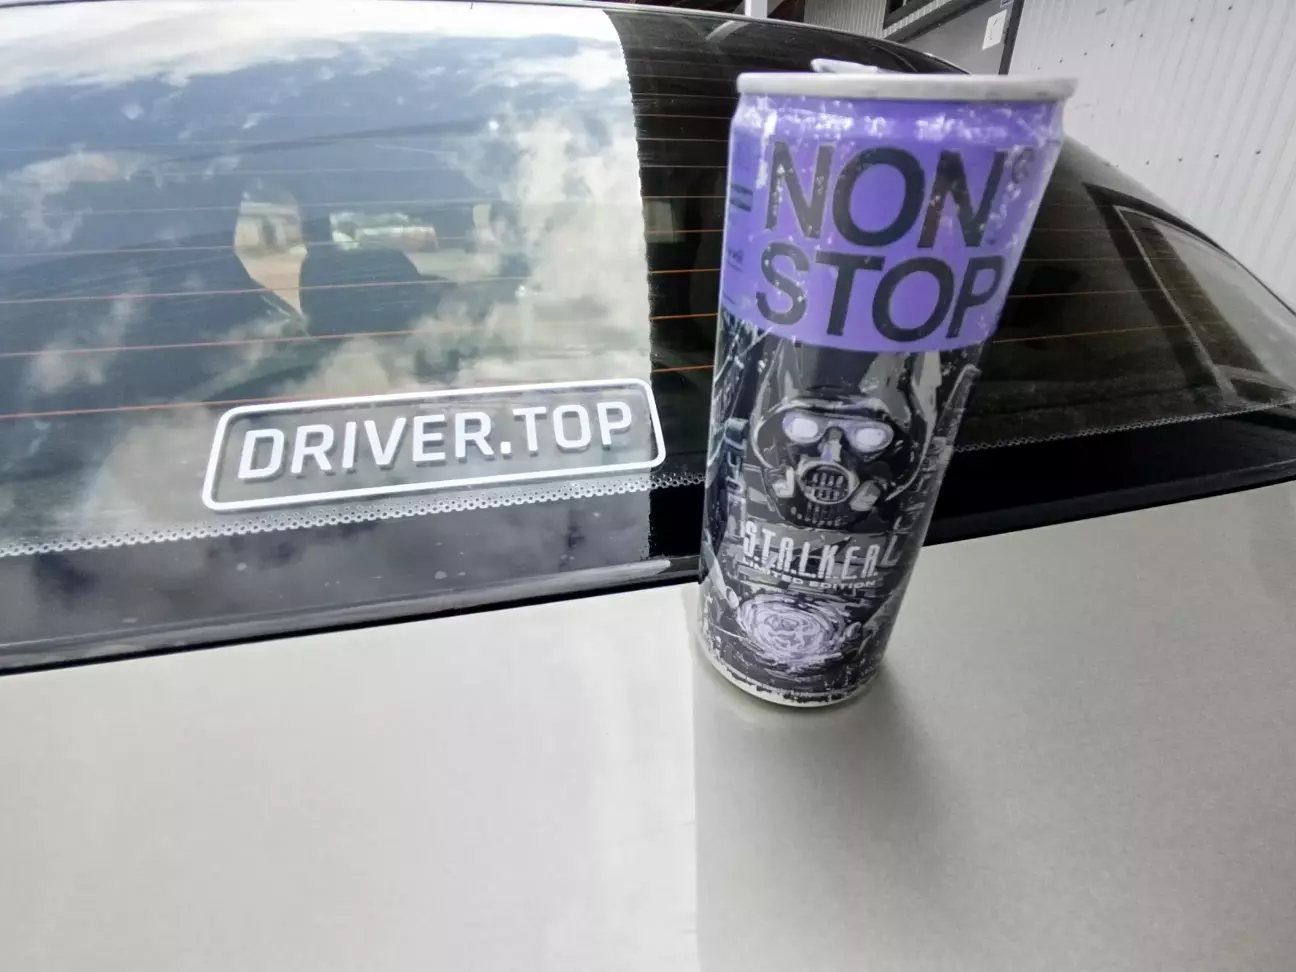 DRIVER.TOP
NON
STOP
S.T.A.L.K.E.R.
LIMITED EDITION